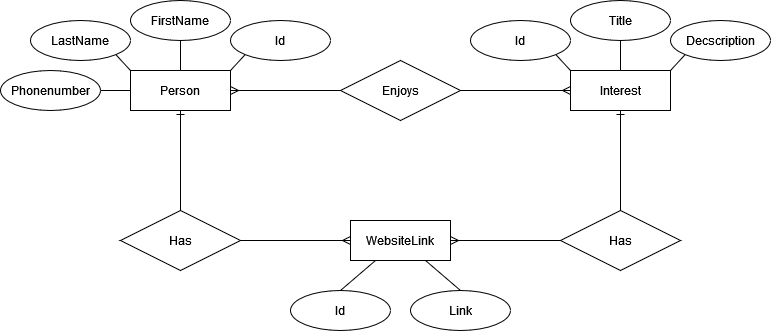 FirstName
Title
LastName
Id
Id
Decscription
Phonenumber
Person
Enjoys
Interest
Has
WebsiteLink
Has
Id
Link